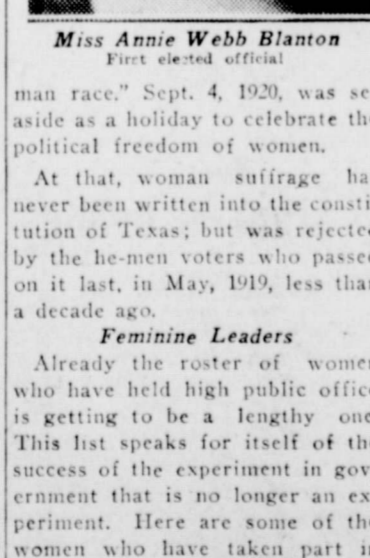 Miss Annie Webb Blanton
First elected official
man race." Sept. 4, 1920, was se
aside as a holiday to celebrate th
political freedom of women.
At that, woman suffrage ha
never been written into the consti
tution of Texas; but was rejecte
by the he-men voters who passe
on it last, in May, 1919, less tha
a decade ago.
Feminine Leaders
Already the roster of wome
who have held high public offic
is getting to be a lengthy one
This list speaks for itself of th
success of the experiment in gov
ernment that is no longer an ex
periment. Here are some of th
women who have taken part i